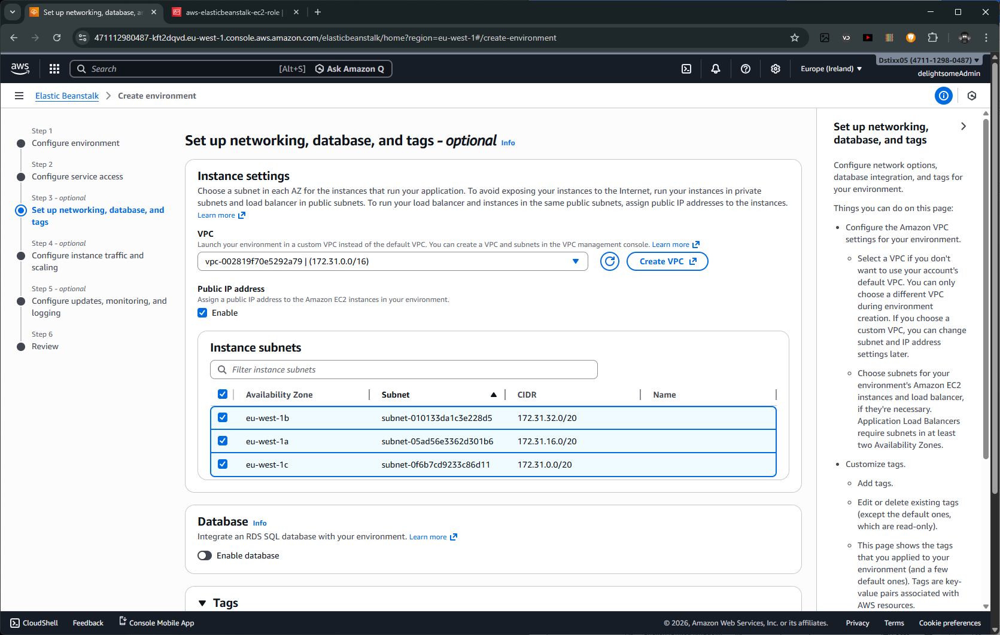 Set up networking, database, ar
aws-elasticbeanstalk-ec2-role |
471112980487-kft2dqvd.eu-west-1.console.aws.amazon.com/elasticbeanstalk/home?region=eu-west-1#/create-environment
aws
Search
[Alt+S]
Ask Amazon Q
Europe (Ireland)
Dstixx05 (4711-1298-0487)
delightsomeAdmin
Elastic Beanstalk
Create environment
Step 1
Configure environment
Step 2
Configure service access
Step 3 - optional
Set up networking, database, and
tags
Step 4 - optional
Configure instance traffic and
scaling
Step 5 - optional
Configure updates, monitoring, and
logging
Step 6
Review
Set up networking, database, and tags - optional Info
Instance settings
Choose a subnet in each AZ for the instances that run your application. To avoid exposing your instances to the Internet, run your instances in private
subnets and load balancer in public subnets. To run your load balancer and instances in the same public subnets, assign public IP addresses to the instances.
Learn more
VPC
Launch your environment in a custom VPC instead of the default VPC. You can create a VPC and subnets in the VPC management console. Learn more
vpc-002819f70e5292a79 | (172.31.0.0/16)
Create VPC
Public IP address
Assign a public IP address to the Amazon EC2 instances in your environment.
Enable
Instance subnets
Filter instance subnets
Availability Zone Subnet CIDR Name
eu-west-1b subnet-010133da1c3e228d5 172.31.32.0/20
eu-west-1a subnet-05ad56e3362d301b6 172.31.16.0/20
eu-west-1c subnet-0f6b7cd9233c86d11 172.31.0.0/20
Database Info
Integrate an RDS SQL database with your environment. Learn more
Enable database
Tags
Set up networking,
database, and tags
Configure network options,
database integration, and tags for
your environment.
Things you can do on this page:
• Configure the Amazon VPC
settings for your environment.
Select a VPC if you don't
want to use your account's
default VPC. You can only
choose a different VPC
during environment
creation. If you choose a
custom VPC, you can change
subnet and IP address
settings later.
Choose subnets for your
environment's Amazon EC2
instances and load balancer,
if they're necessary.
Application Load Balancers
require subnets in at least
two Availability Zones.
• Customize tags.
Add tags.
Edit or delete existing tags
(except the default ones,
which are read-only).
This page shows the tags
that you applied to your
environment (and a few
default ones). Tags are key-
value pairs associated with
AWS resources.
CloudShell
Feedback
Console Mobile App
© 2026, Amazon Web Services, Inc. or its affiliates.
Privacy
Terms
Cookie preferences